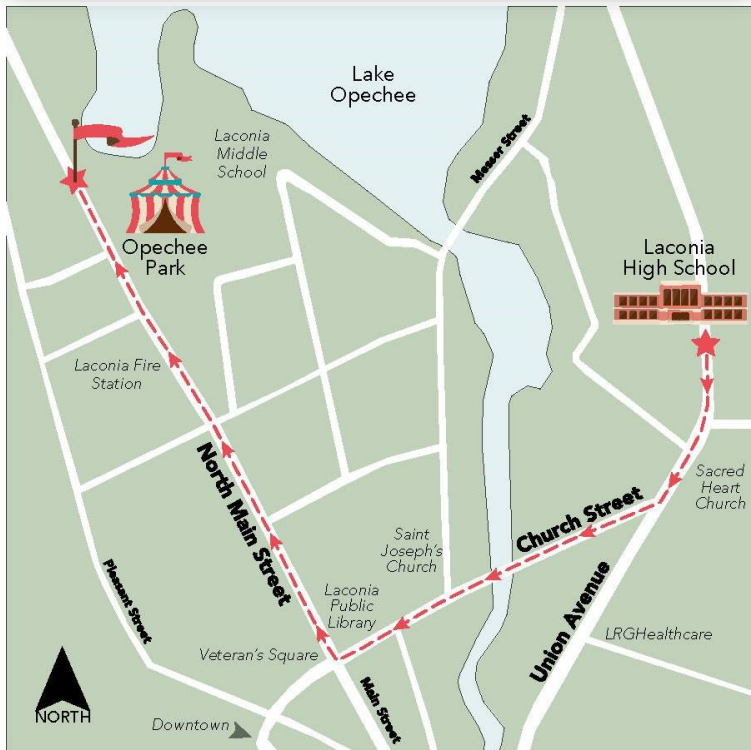 Lake
Opechee
Laconia
Middle
School
Messer Street
Opechee
Park
Laconia
High School
Laconia Fire
Station
North Main Street
Church Street
Sacred
Heart
Church
Saint
Joseph's
Church
Laconia
Public
Library
Pleasant Street
Union Avenue
LRGHealthcare
Veteran's Square
Main Street
NORTH
Downtown